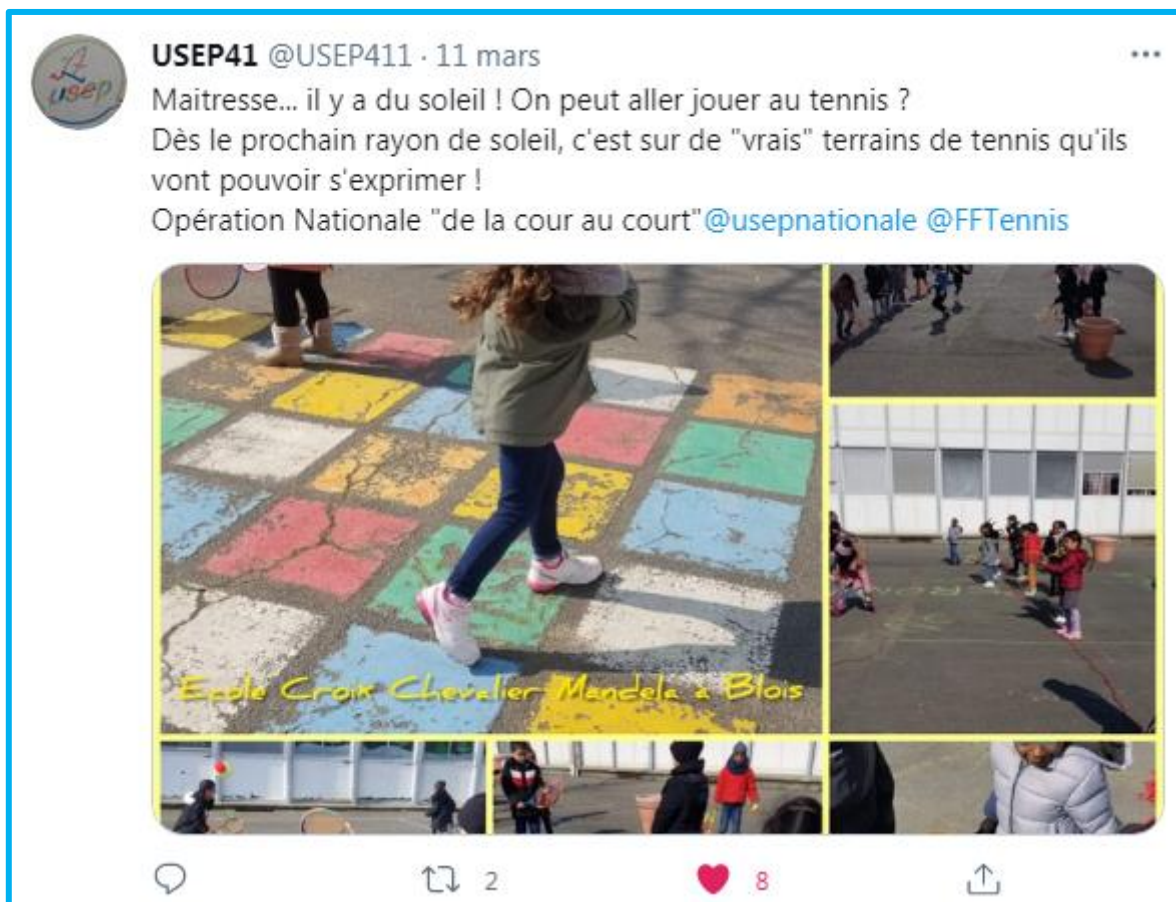 USEP41 @USEP411 · 11 mars
Maitresse... il y a du soleil ! On peut aller jouer au tennis ?
Dès le prochain rayon de soleil, c'est sur de "vrais" terrains de tennis qu'ils
vont pouvoir s'exprimer !
Opération Nationale "de la cour au court"@usepnationale @FFTennis
Ecole Croix Chevalier Mandela à Blois
2
8
usep